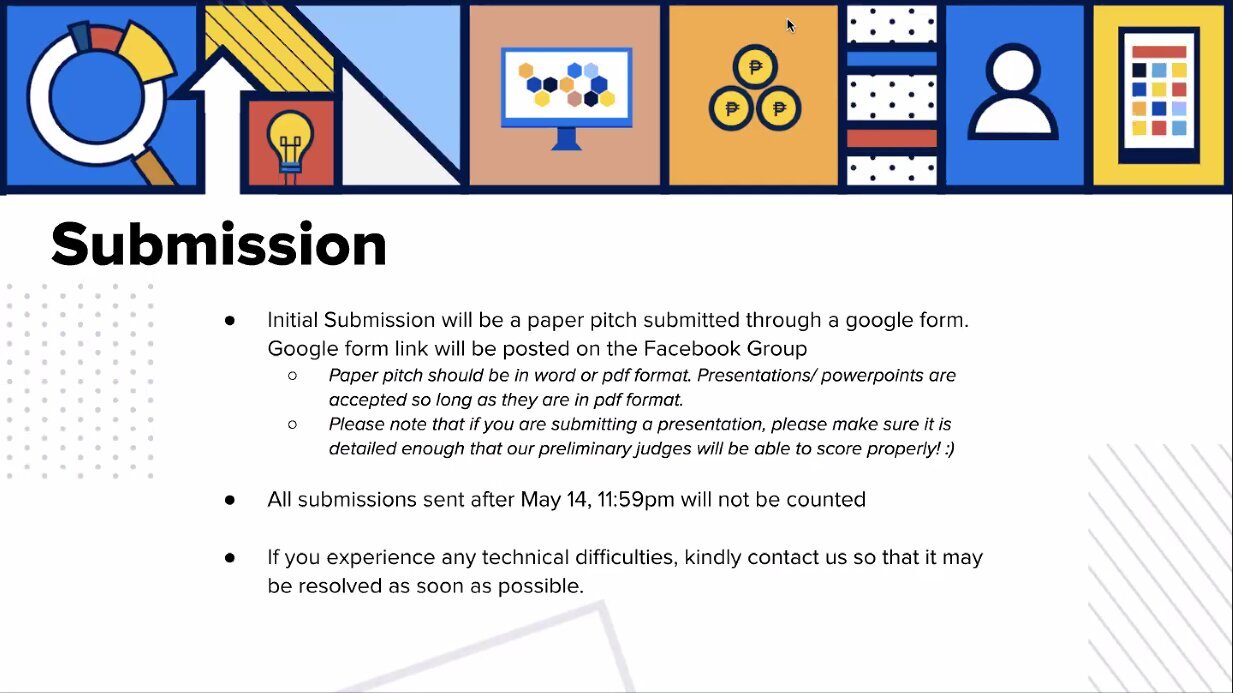 Submission
● Initial Submission will be a paper pitch submitted through a google form.
Google form link will be posted on the Facebook Group
○ Paper pitch should be in word or pdf format. Presentations/ powerpoints are
accepted so long as they are in pdf format.
○ Please note that if you are submitting a presentation, please make sure it is
detailed enough that our preliminary judges will be able to score properly! :)
● All submissions sent after May 14, 11:59pm will not be counted
● If you experience any technical difficulties, kindly contact us so that it may
be resolved as soon as possible.